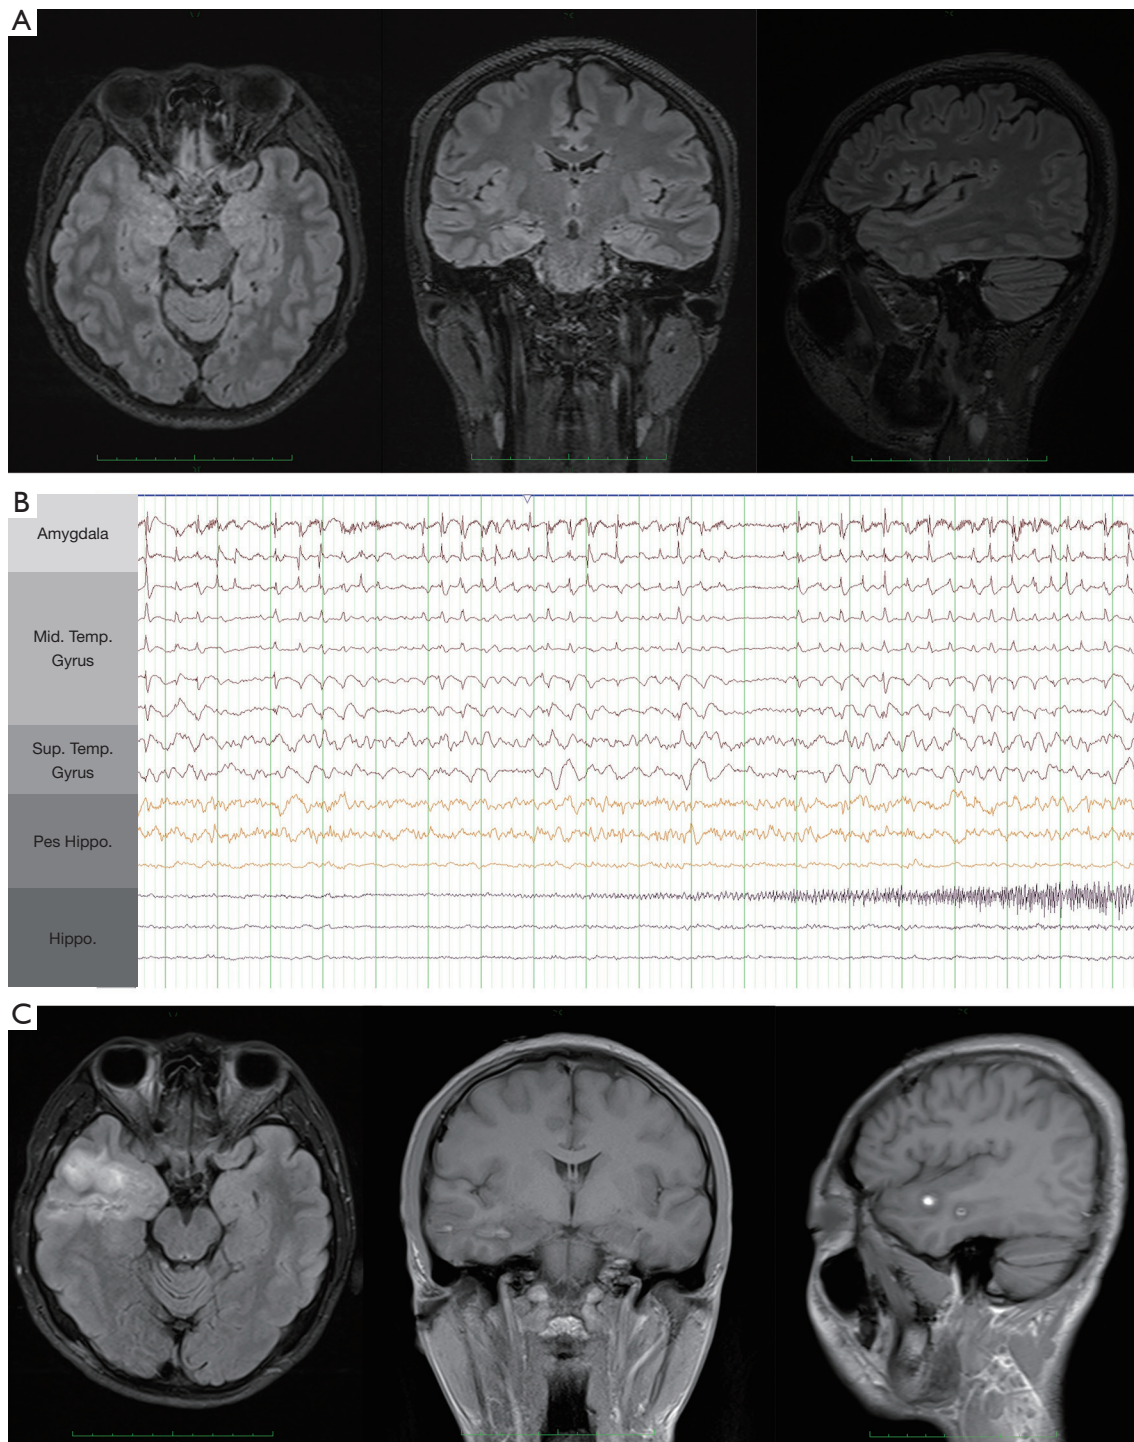 A
B
Amygdala
Mid. Temp.
Gyrus
Sup. Temp.
Gyrus
Pes Hippo.
Hippo.
C